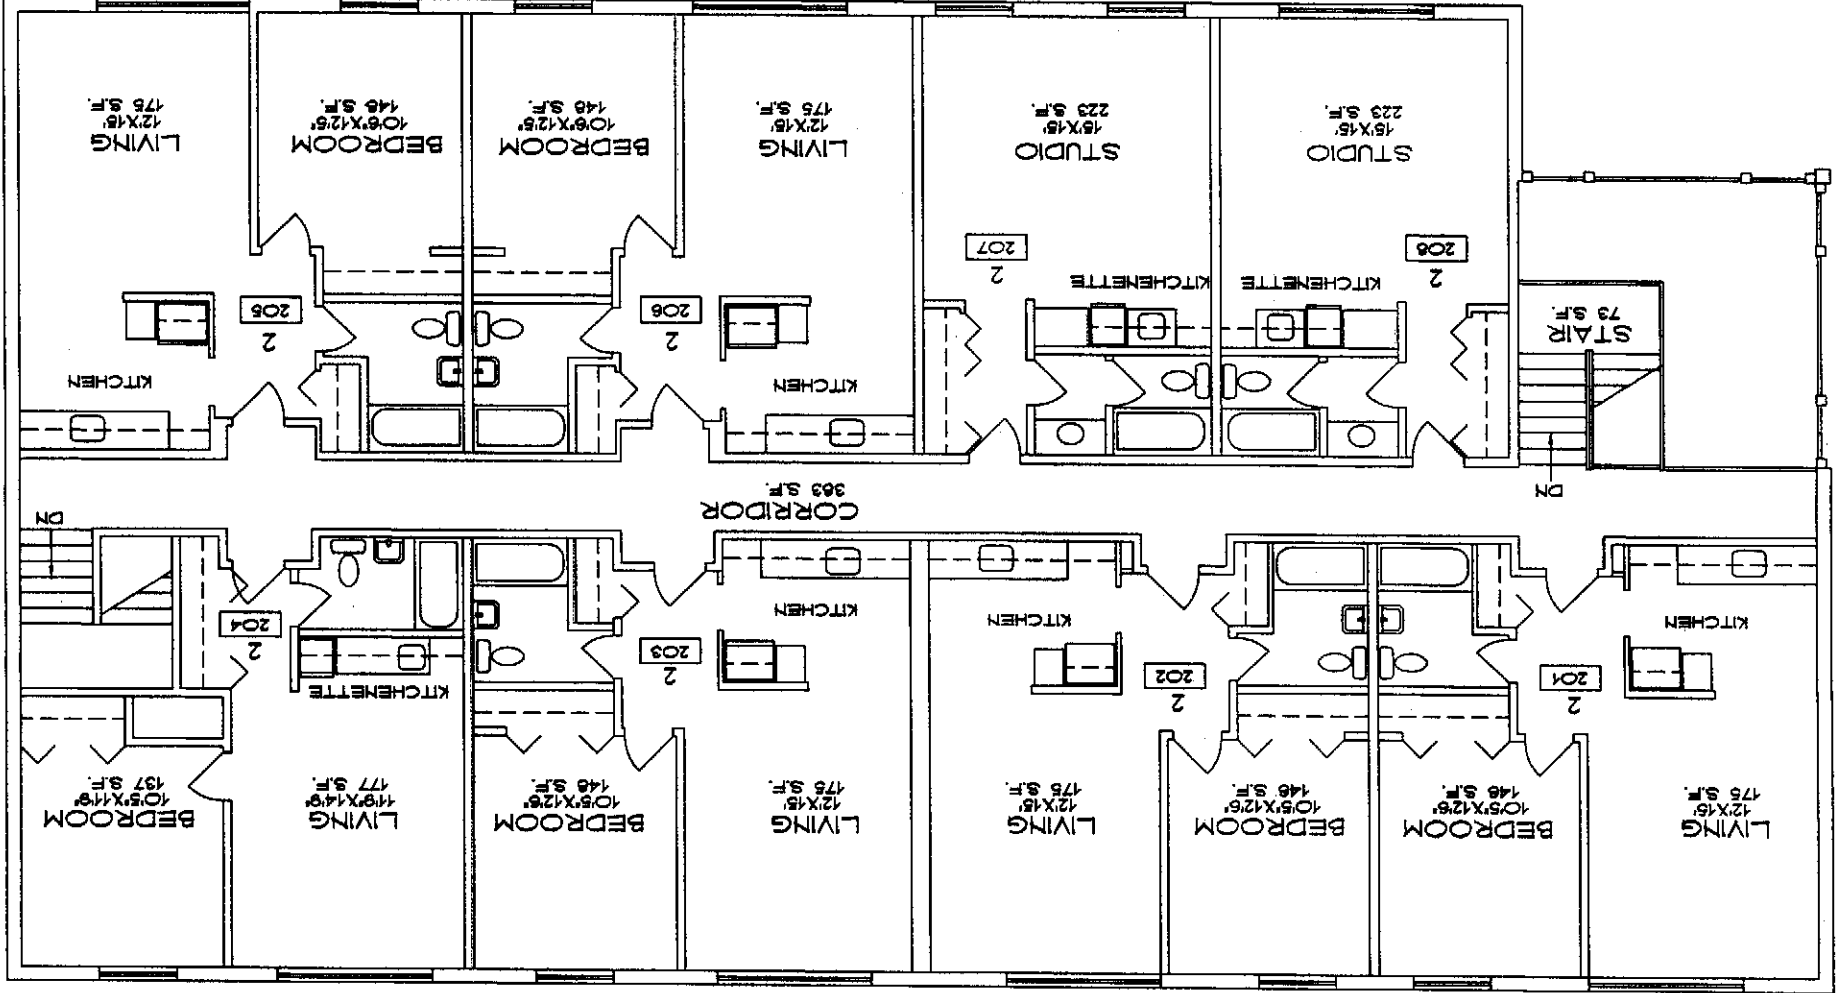 LIVING
12'X15'
175 S.F.
BEDROOM
10'5"X12'6"
146 S.F.
BEDROOM
10'5"X12'6"
146 S.F.
LIVING
12'X15'
175 S.F.
LIVING
12'X15'
175 S.F.
BEDROOM
10'5"X12'6"
146 S.F.
LIVING
11'9"X14'9"
177 S.F.
BEDROOM
10'5"X11'9"
137 S.F.
KITCHEN
2
201
2
202
KITCHEN
KITCHEN
2
203
KITCHENETTE
2
204
DN
CORRIDOR
363 S.F.
DN
STAIR
73 S.F.
2
208
KITCHENETTE
KITCHENETTE
2
207
KITCHEN
2
206
2
205
KITCHEN
STUDIO
15'X15'
223 S.F.
STUDIO
15'X15'
223 S.F.
LIVING
12'X15'
175 S.F.
BEDROOM
10'6"X12'5"
148 S.F.
BEDROOM
10'6"X12'5"
148 S.F.
LIVING
12'X15'
175 S.F.